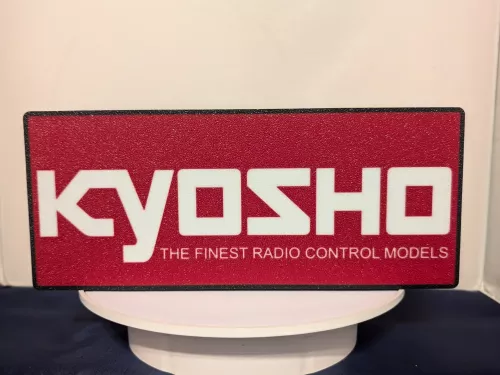 KYOSHO
THE FINEST RADIO CONTROL MODELS